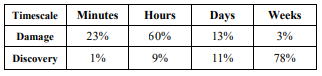 Timescale Minutes Hours Days Weeks
Damage 23% 60% 13% 3%
Discovery 1% 9% 11% 78%